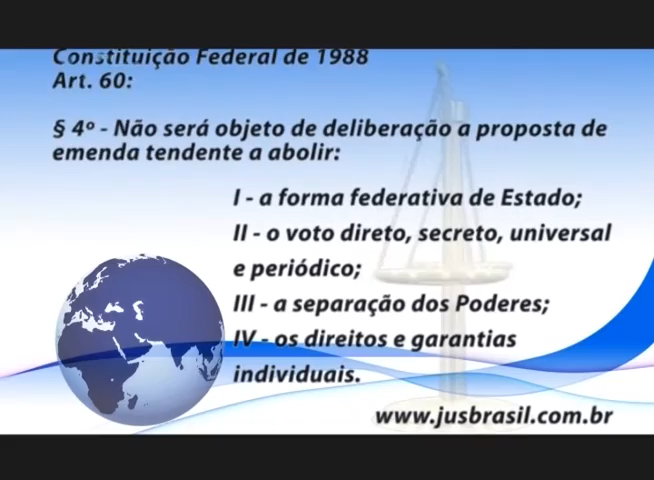 Constituição Federal de 1988
Art. 60:
§ 4º - Não será objeto de deliberação a proposta de
emenda tendente a abolir:
I - a forma federativa de Estado;
II - o voto direto, secreto, universal
e periódico;
III - a separação dos Poderes;
IV - os direitos e garantias
individuais.
www.jusbrasil.com.br